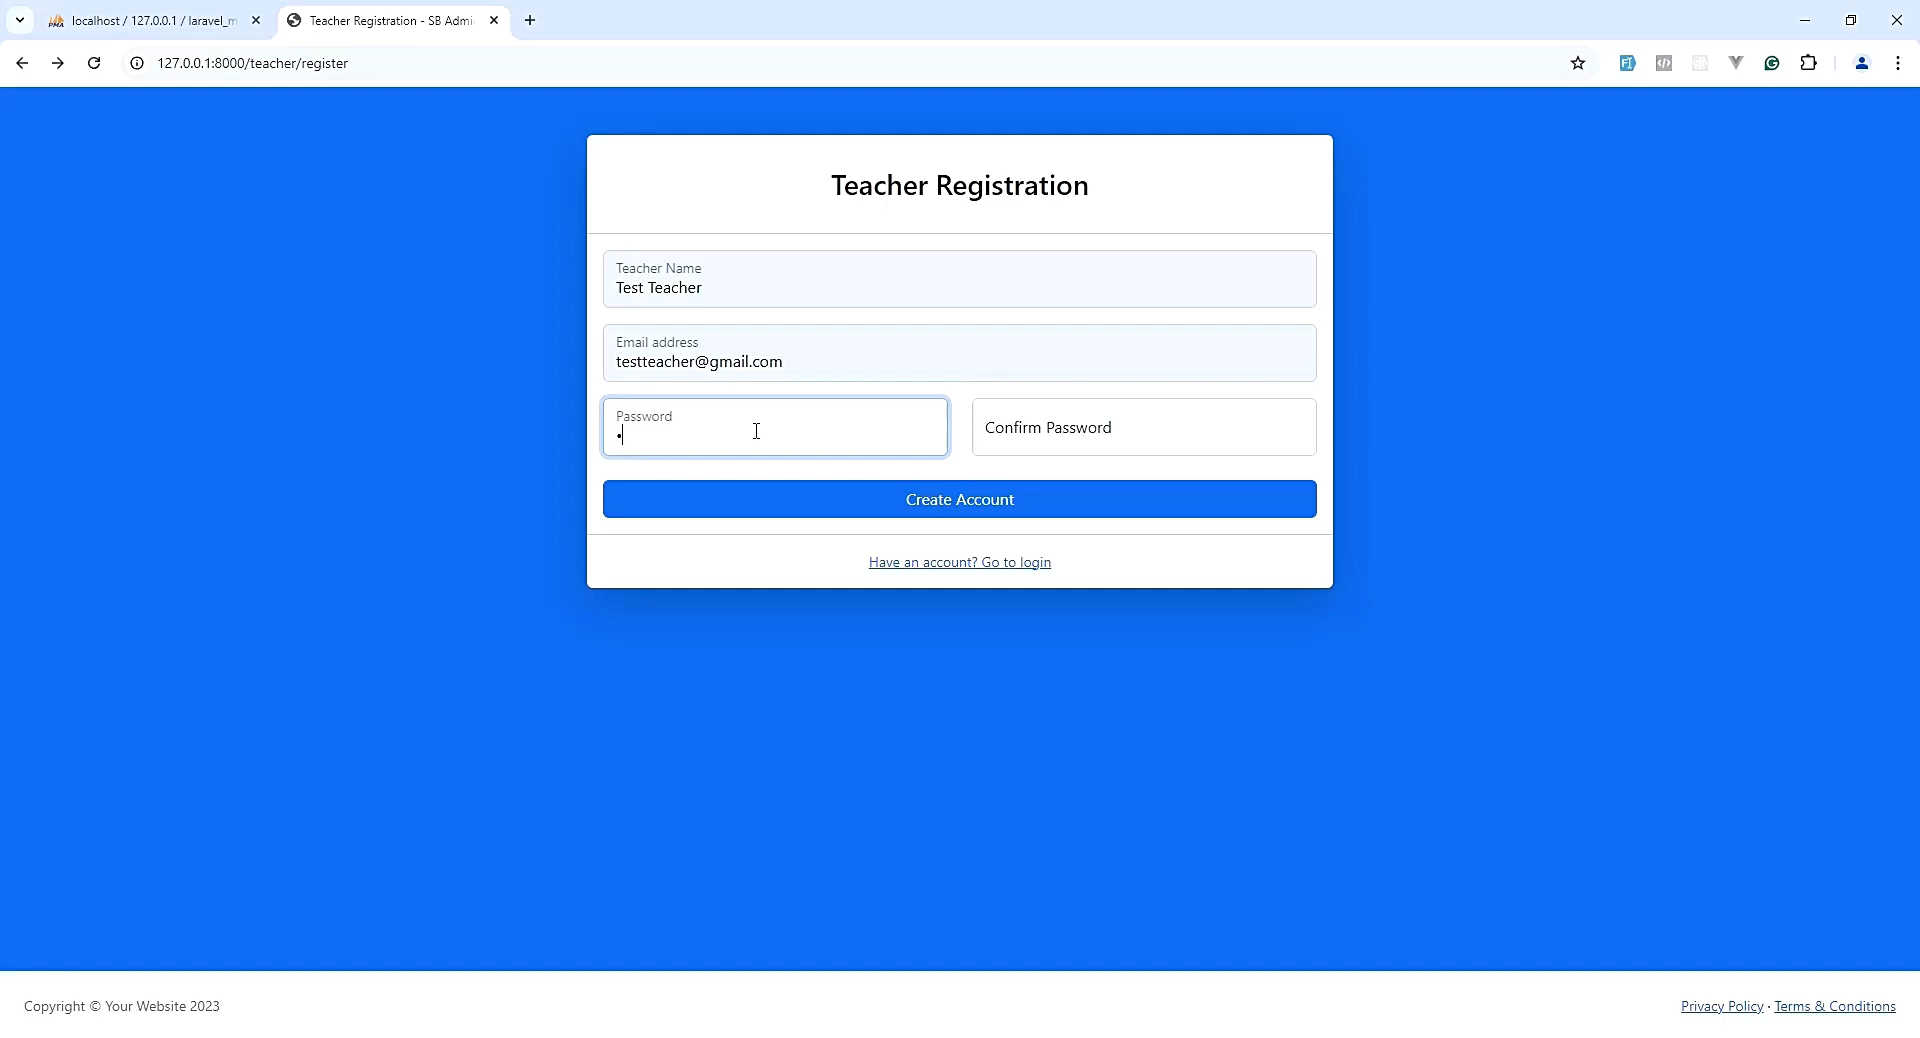 localhost / 127.0.0.1 / laravel_m
Teacher Registration - SB Admi
127.0.0.1:8000/teacher/register
Teacher Registration
Teacher Name
Test Teacher
Email address
testteacher@gmail.com
Password
Confirm Password
Create Account
Have an account? Go to login
Copyright © Your Website 2023
Privacy Policy · Terms & Conditions